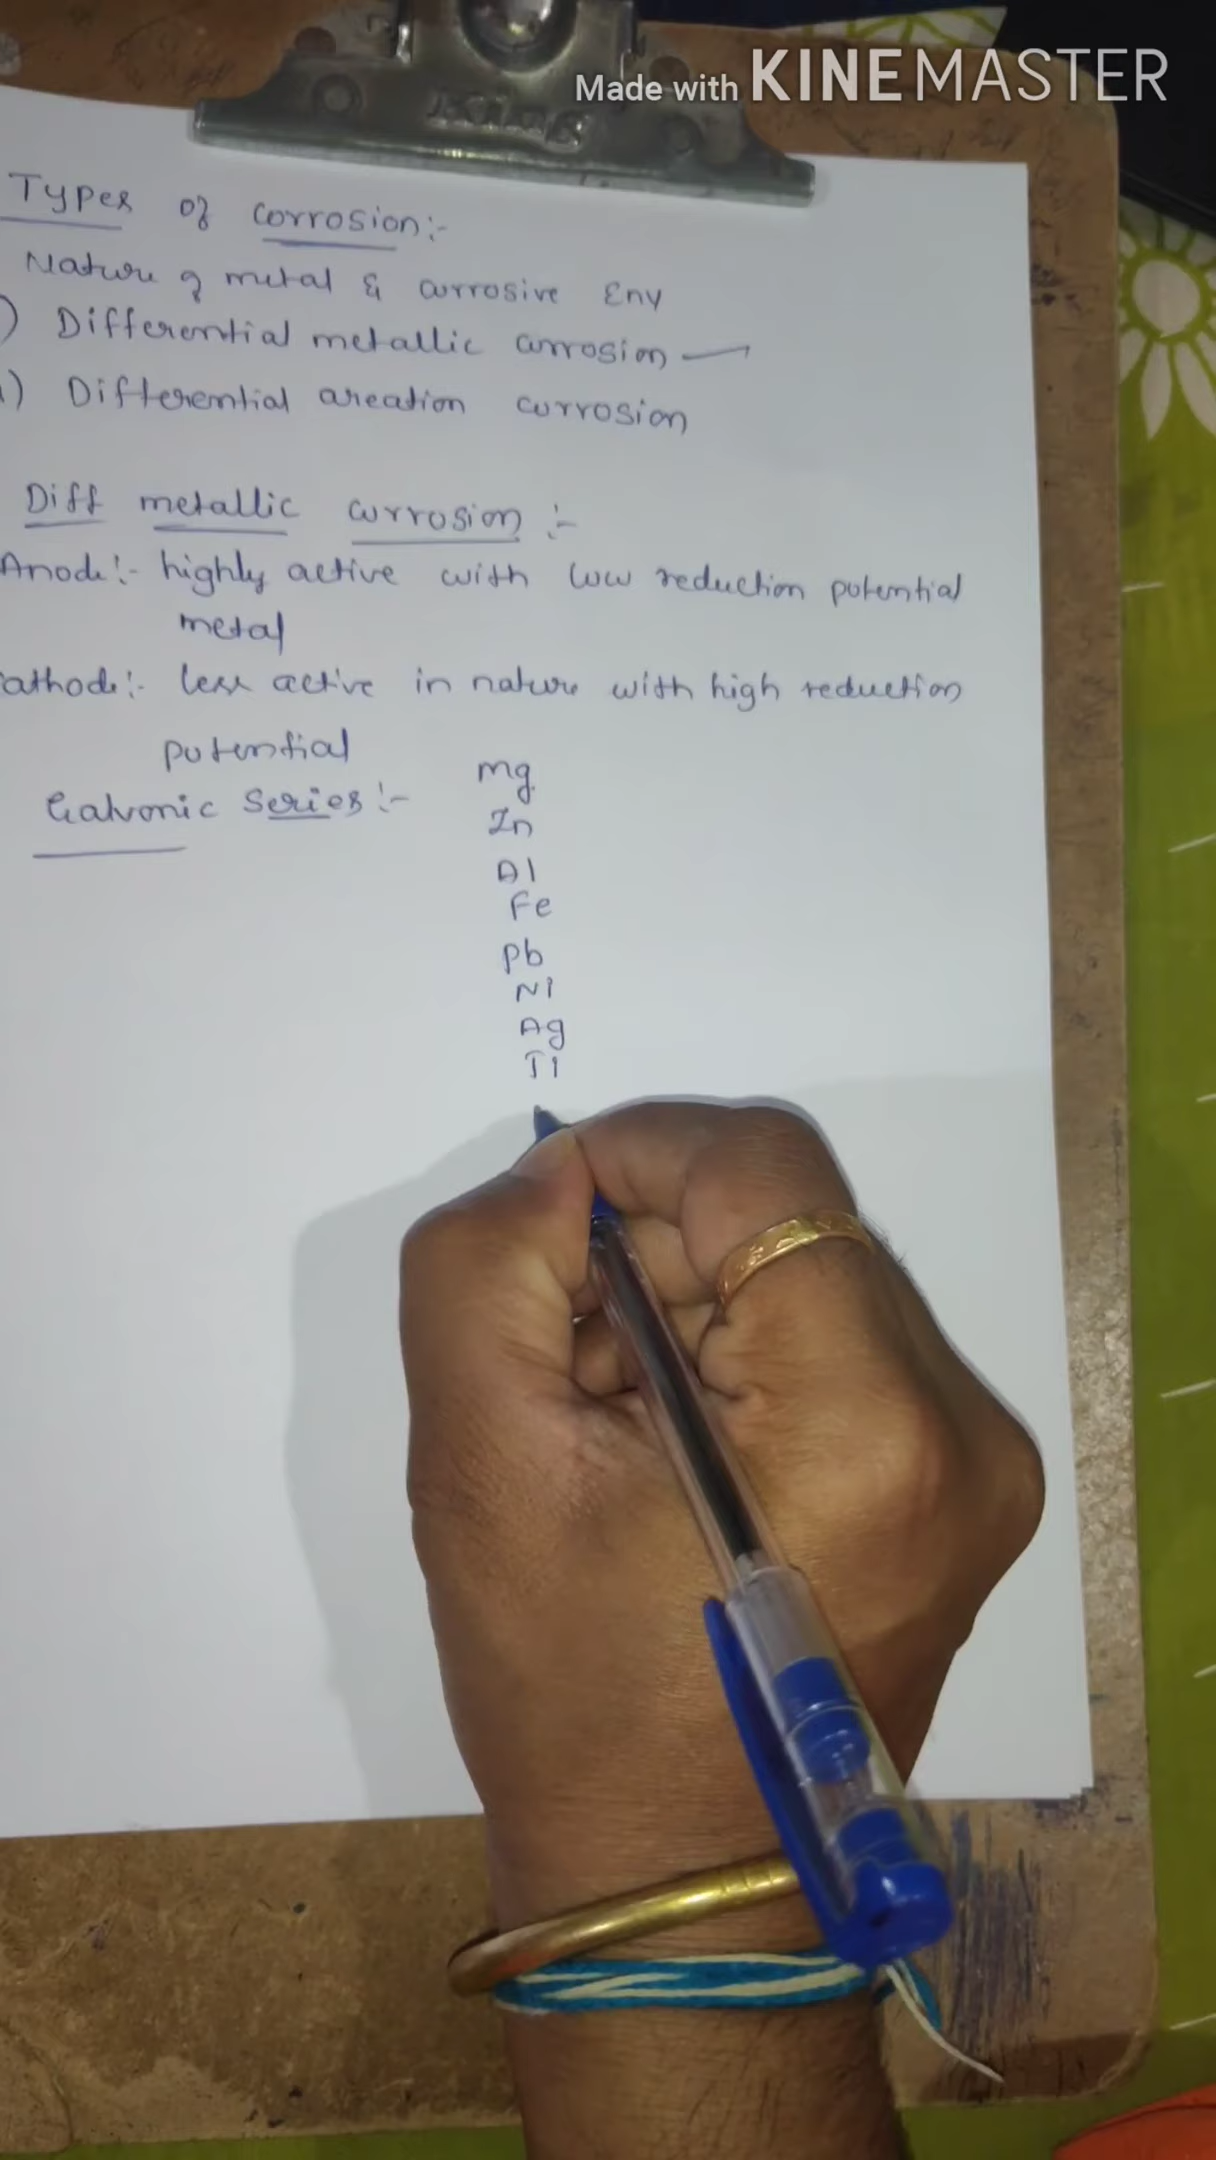 Made with KINEMASTER
King
Types of corrosion:-
Nature of metal & corrosive Env
) Differential metallic corrosion —
) Differential areation corrosion
Diff metallic corrosion :-
Anode:- highly active with low reduction potential
metal
cathode:- less active in nature with high reduction
potential
Galvonic Series:-
Mg
Zn
Al
Fe
Pb
Ni
Ag
Ti